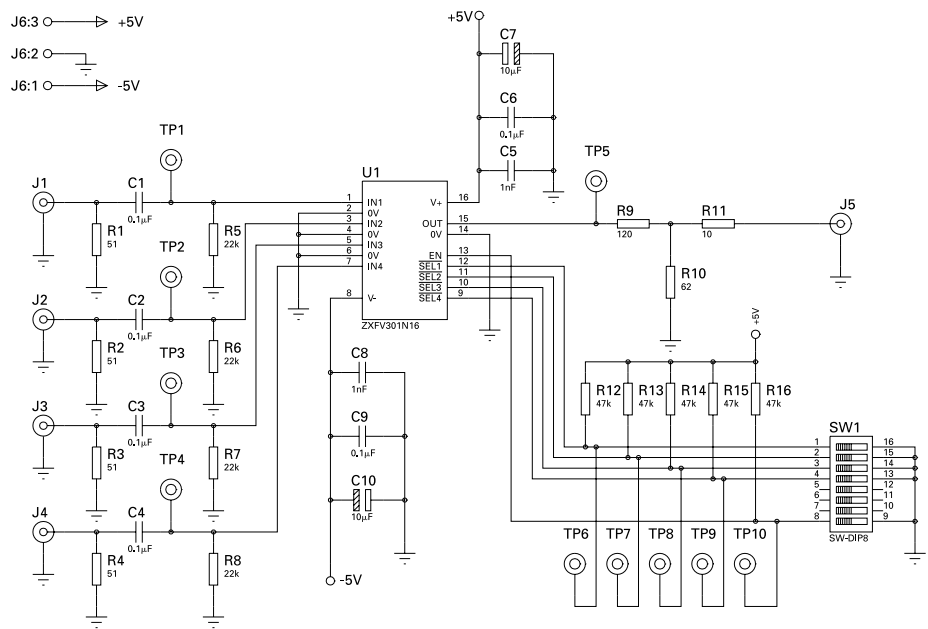 J6:3 +5V
J6:2
J6:1 -5V
+5V
C7
10µF
C6
0.1µF
C5
1nF
TP1
J1
C1
0.1µF
R1
51
R5
22k
U1
1 IN1
2 0V
3 IN2
4 0V
5 IN3
6 0V
7 IN4
8 V-
V+ 16
OUT 15
0V 14
EN 13
SEL1 12
SEL2 11
SEL3 10
SEL4 9
ZXFV301N16
TP5
R9
120
R11
10
J5
R10
62
TP2
J2
C2
0.1µF
R2
51
R6
22k
TP3
J3
C3
0.1µF
R3
51
R7
22k
TP4
J4
C4
0.1µF
R4
51
R8
22k
C8
1nF
C9
0.1µF
C10
10µF
-5V
+5V
R12 R13 R14 R15 R16
47k 47k 47k 47k 47k
SW1
1 16
2 15
3 14
4 13
5 12
6 11
7 10
8 9
SW-DIP8
TP6 TP7 TP8 TP9 TP10